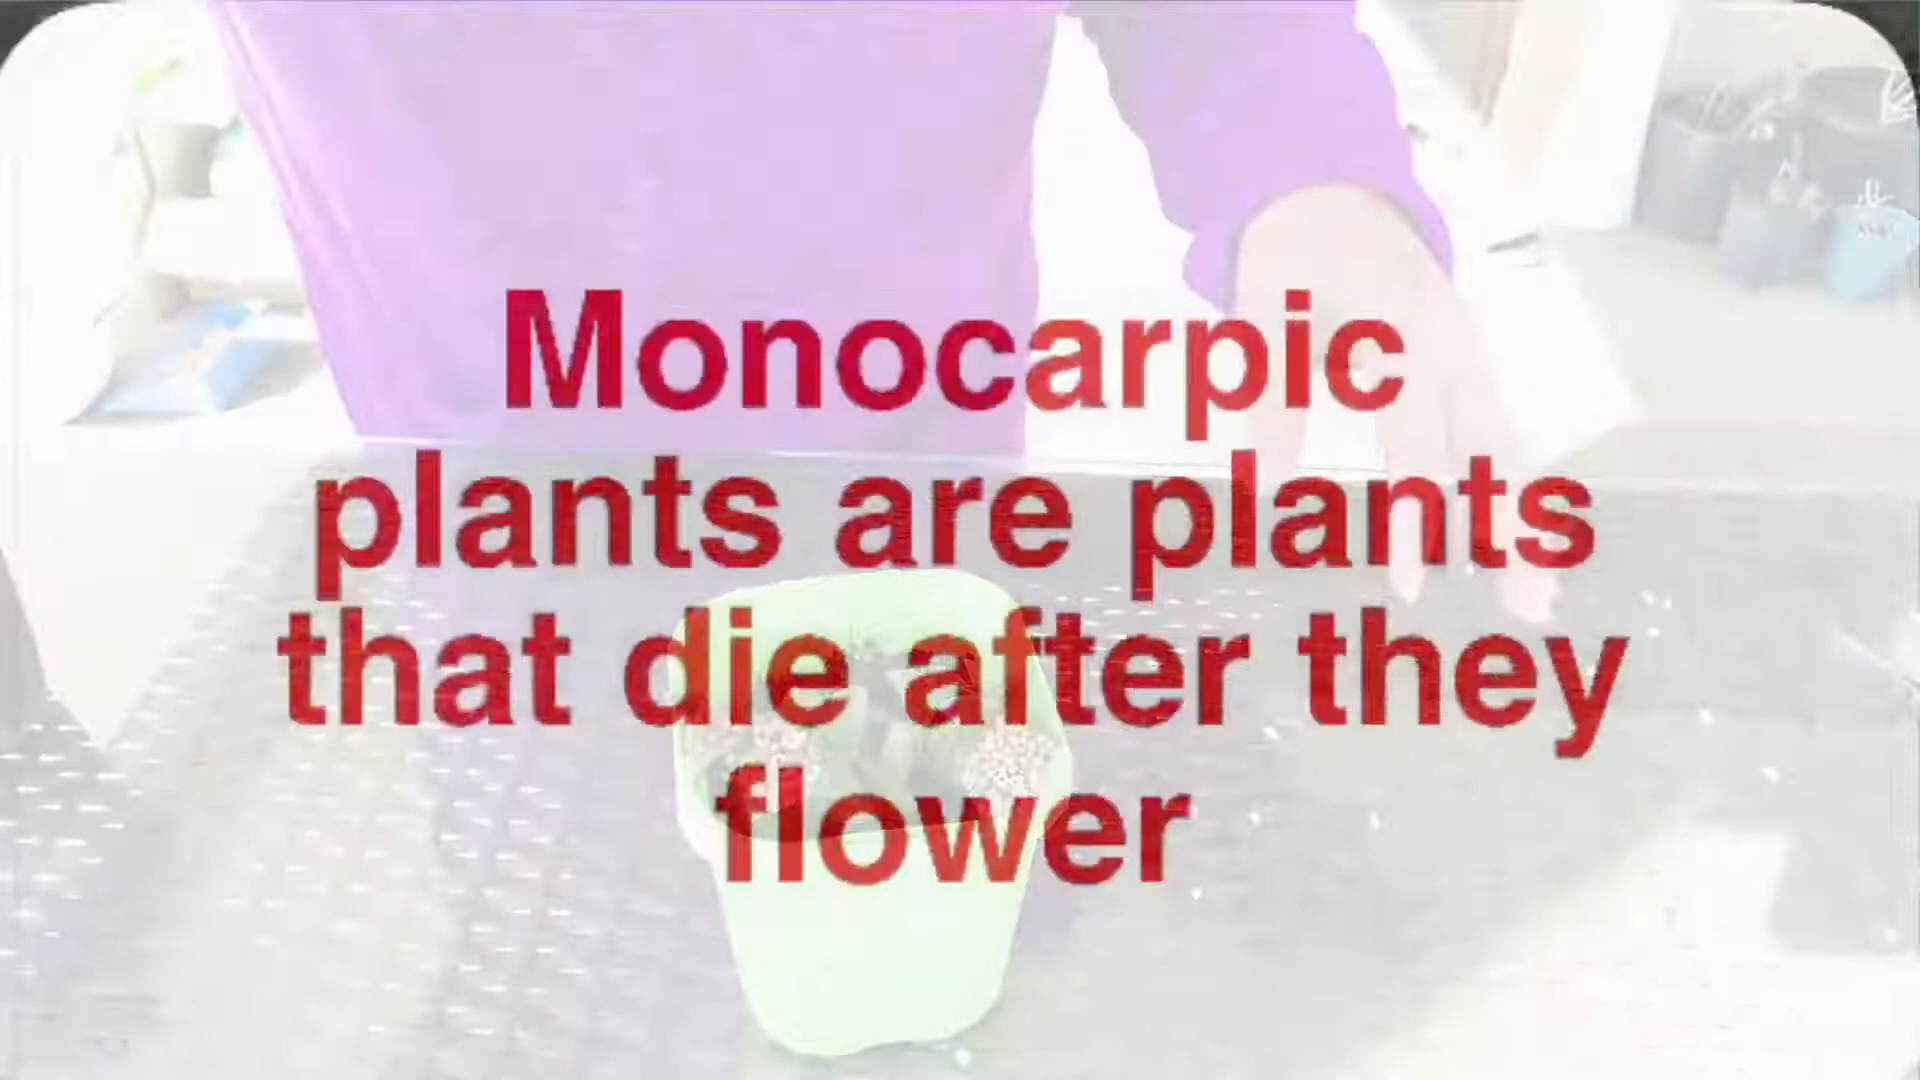 Monocarpic
plants are plants
that die after they
flower